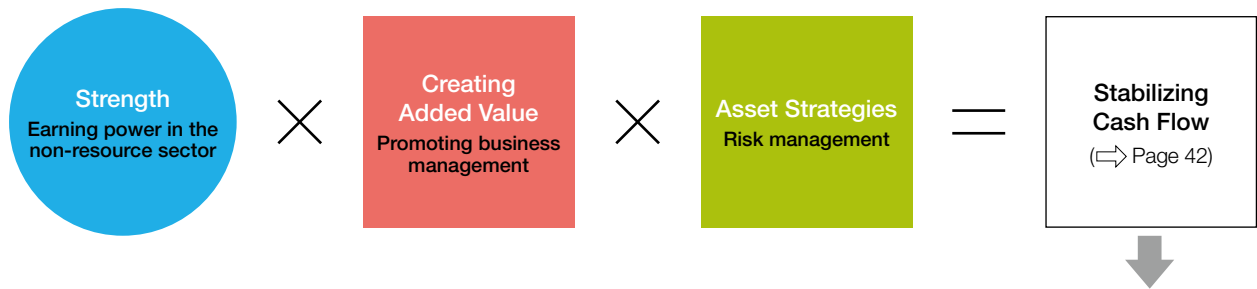 Strength
Earning power in the
non-resource sector
×
Creating
Added Value
Promoting business
management
×
Asset Strategies
Risk management
=
Stabilizing
Cash Flow
(⇨ Page 42)